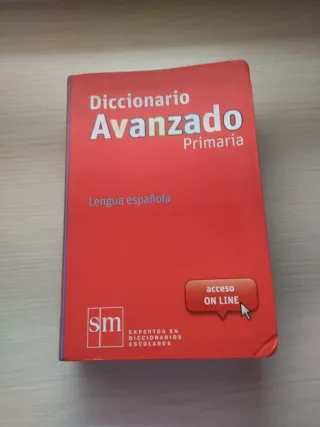 Diccionario
Avanzado
Primaria
Lengua española
acceso
ON LINE
sm
EXPERTOS EN
DICCIONARIOS
ESCOLARES